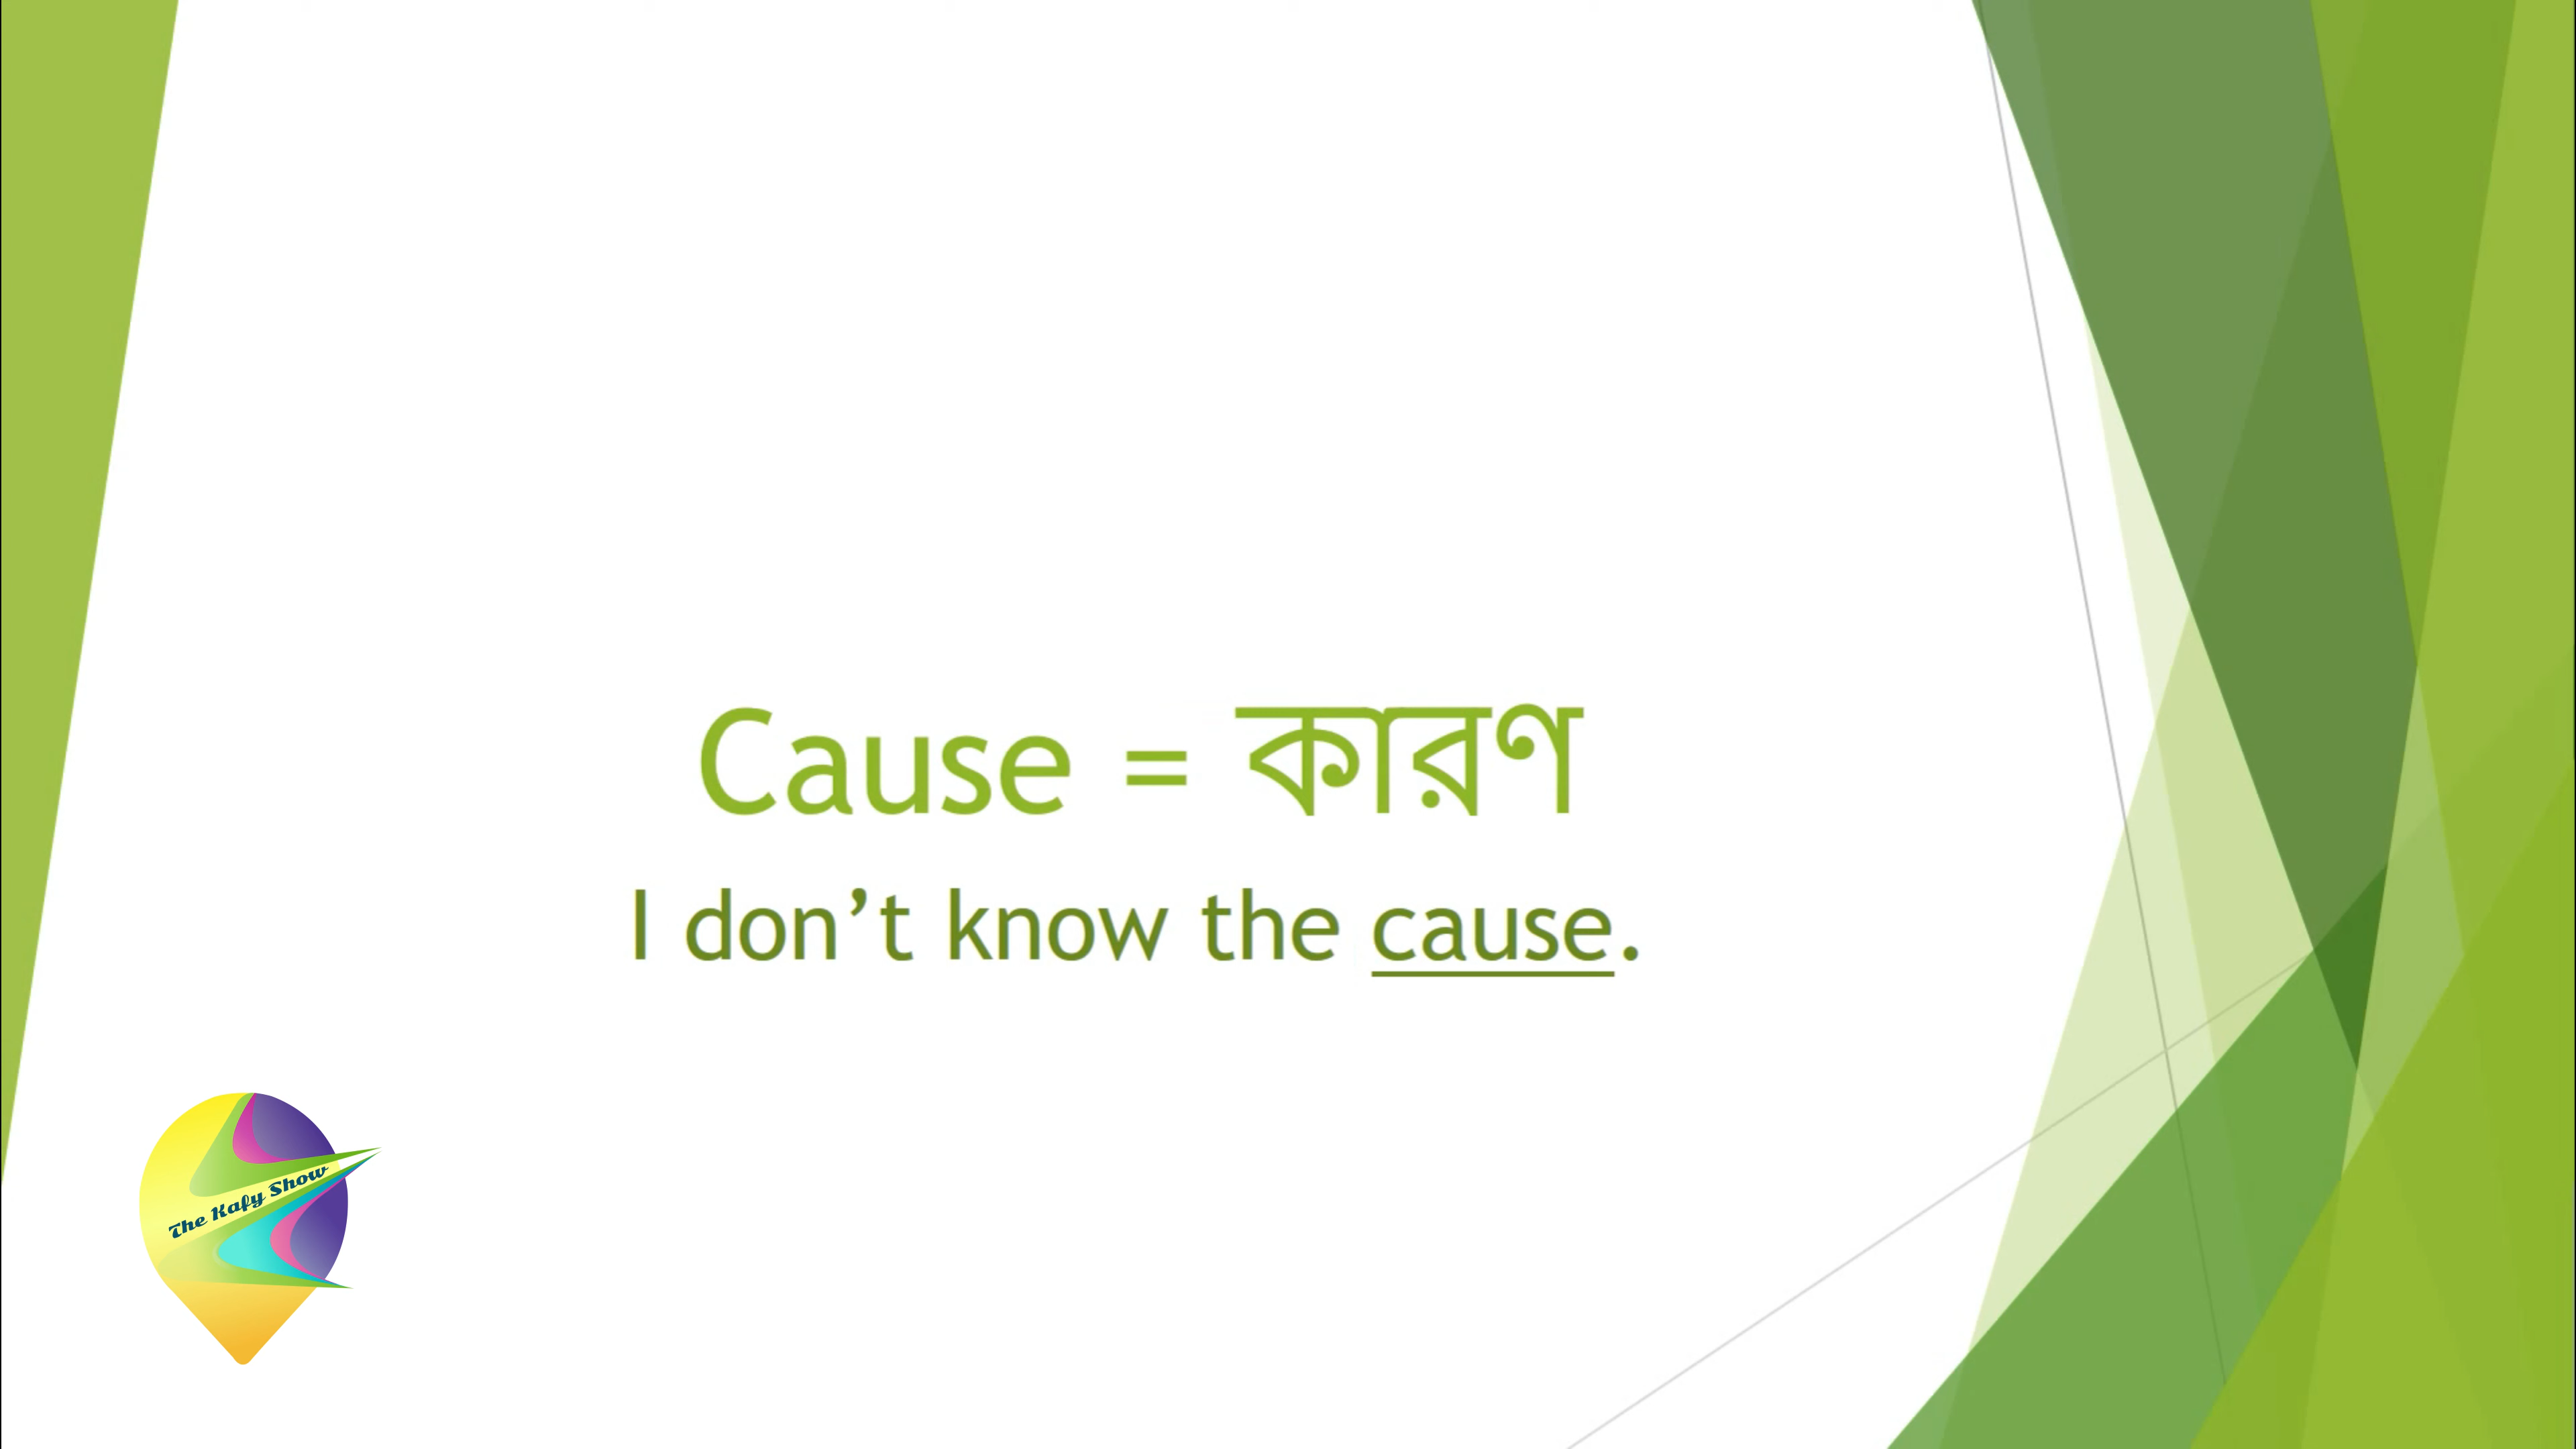 Cause = কারণ
I don’t know the cause.
The Kafy Show